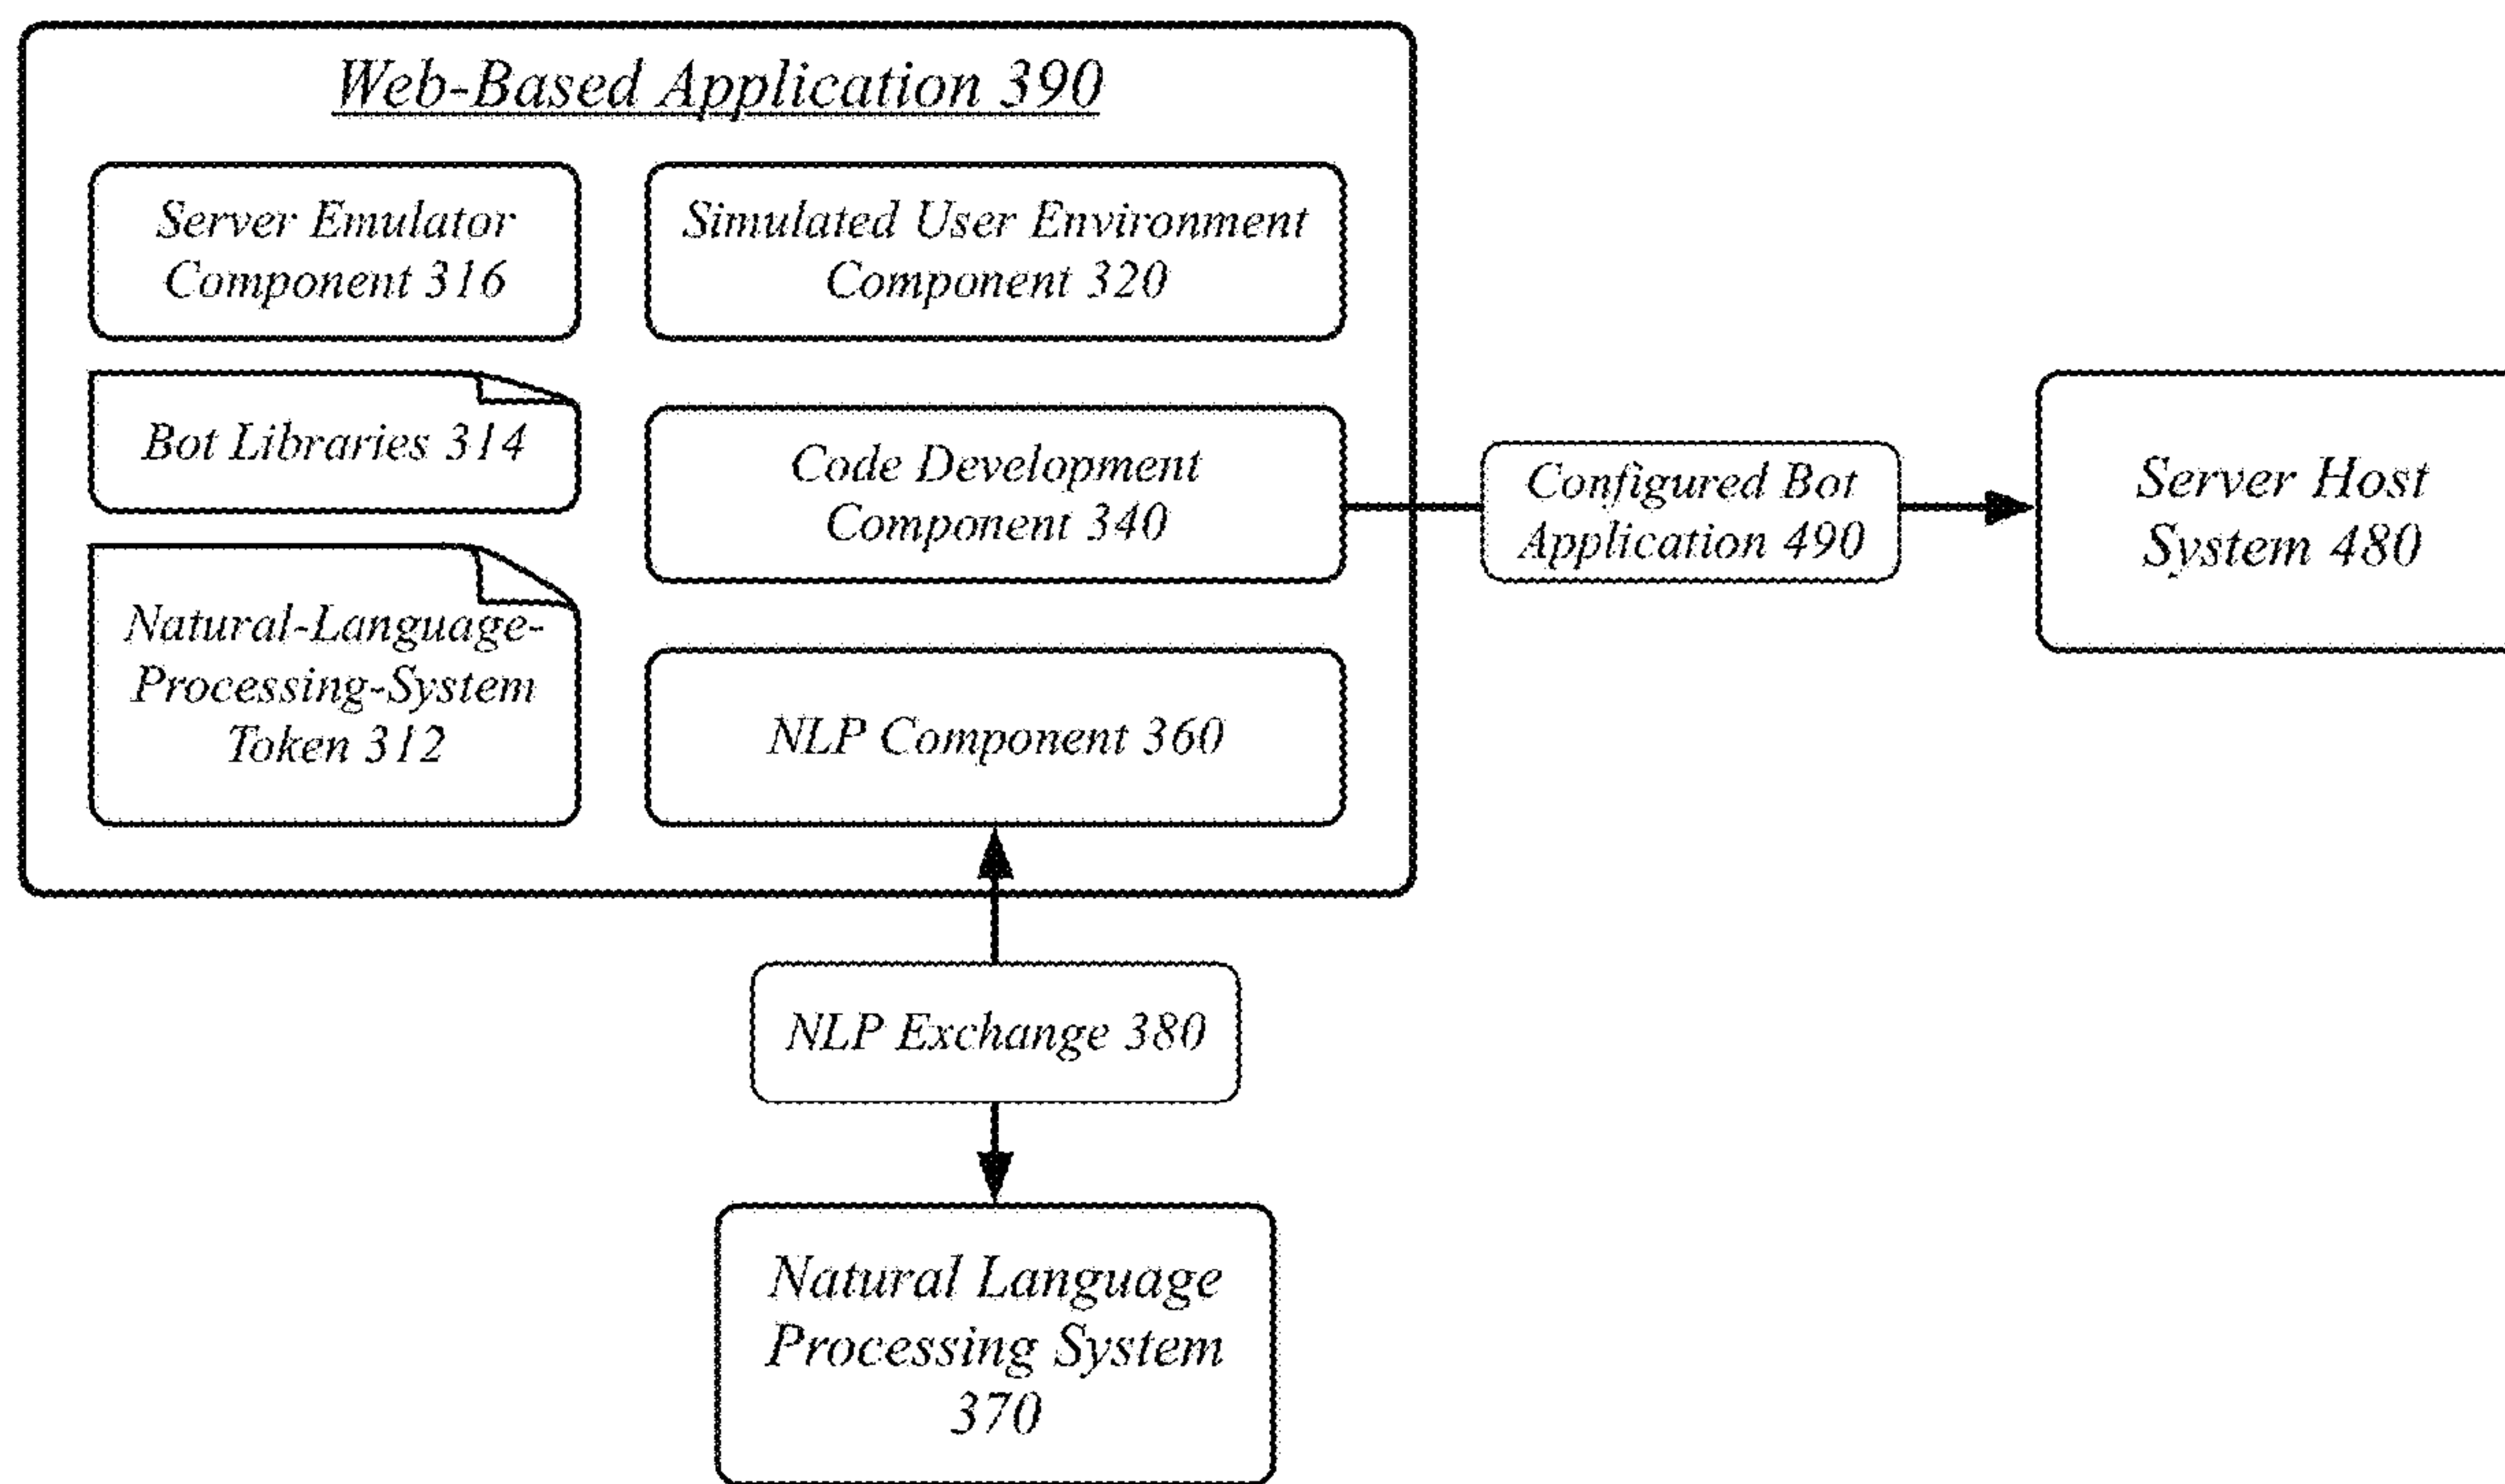 Web-Based Application 390
Server Emulator
Component 316
Simulated User Environment
Component 320
Bot Libraries 314
Code Development
Component 340
Natural-Language-
Processing-System
Token 312
NLP Component 360
Configured Bot
Application 490
Server Host
System 480
NLP Exchange 380
Natural Language
Processing System
370